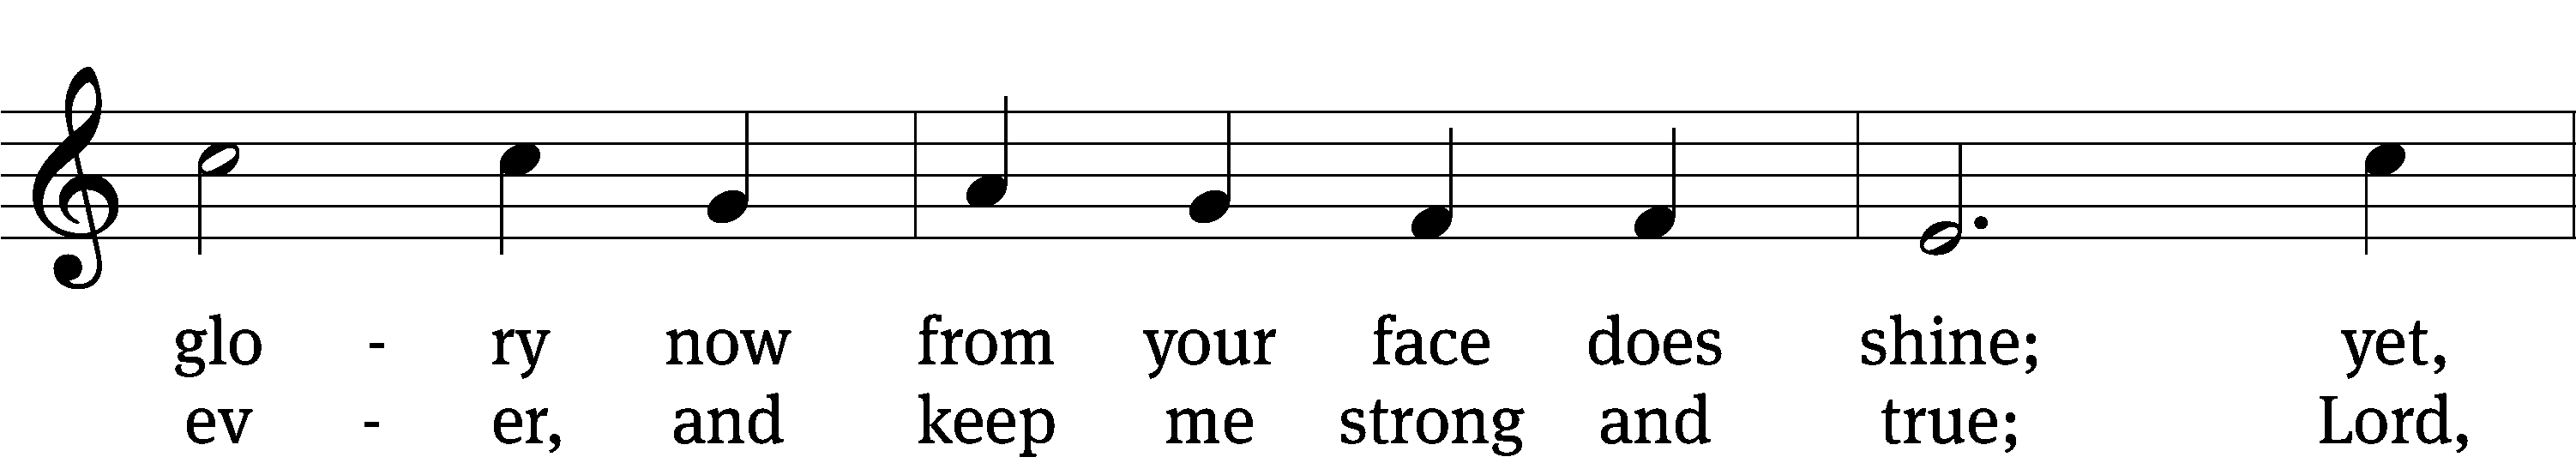 glo - ry now from your face does shine; yet,
ev - er, and keep me strong and true; Lord,